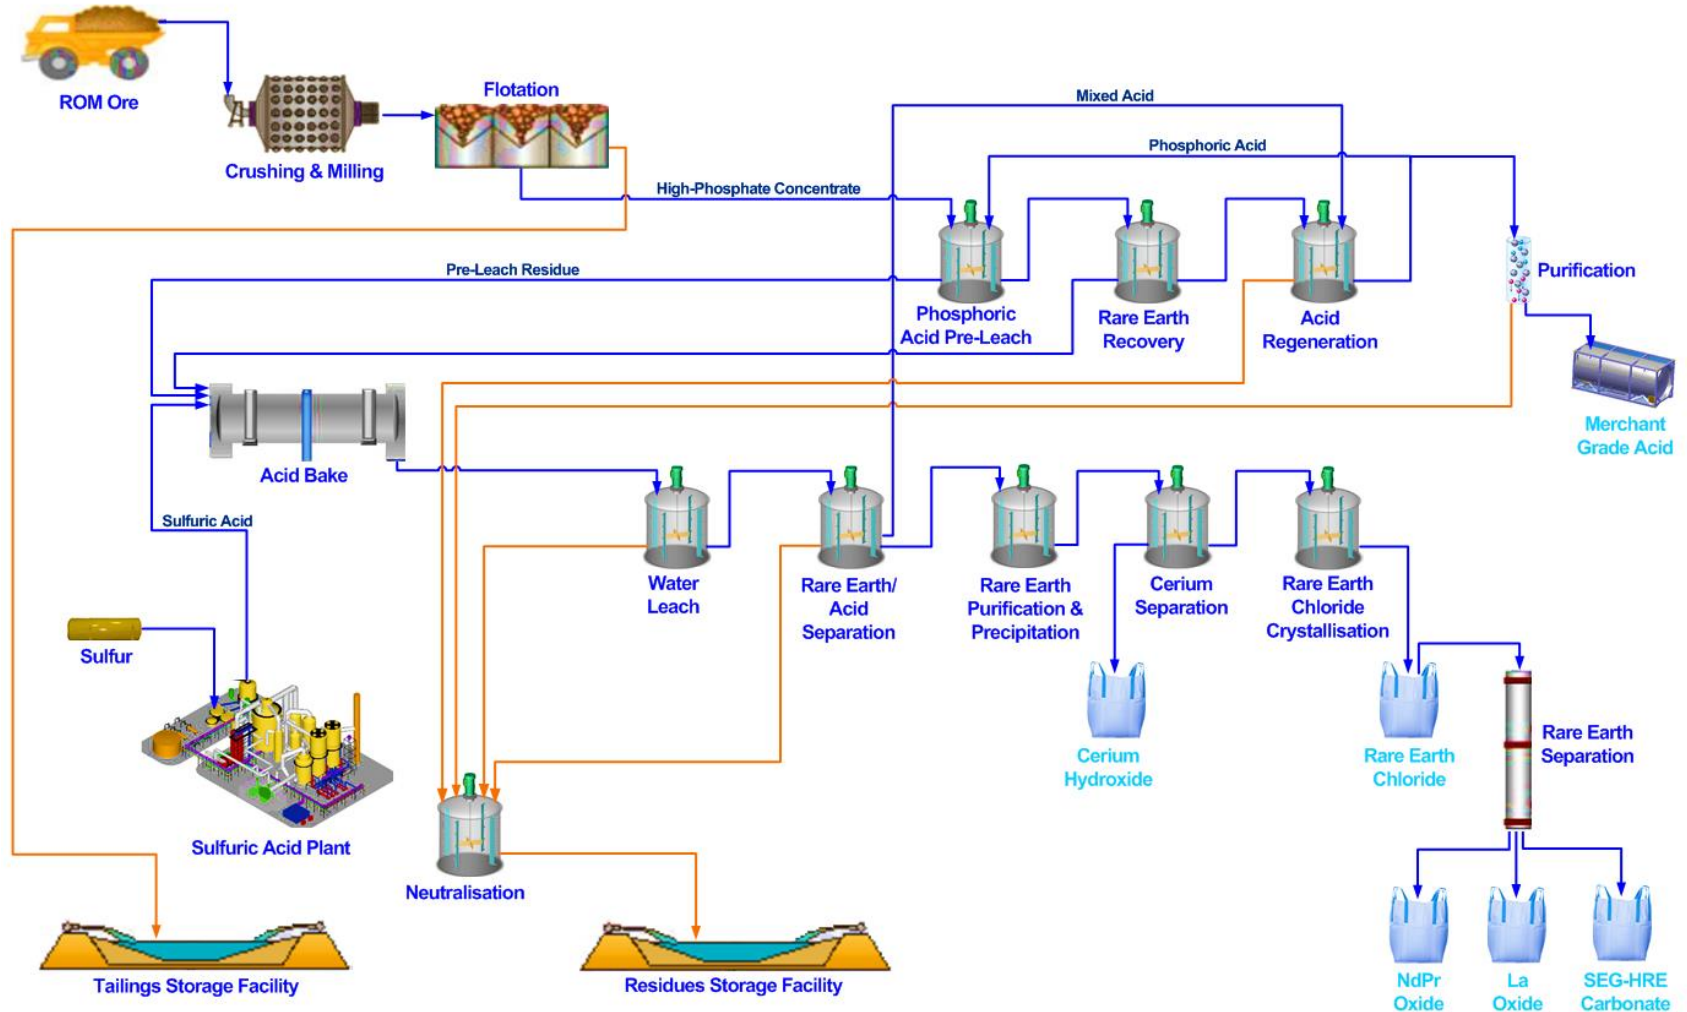 ROM Ore
Crushing & Milling
Flotation
Mixed Acid
Phosphoric Acid
High-Phosphate Concentrate
Pre-Leach Residue
Phosphoric
Acid Pre-Leach
Rare Earth
Recovery
Acid
Regeneration
Purification
Merchant
Grade Acid
Acid Bake
Sulfuric Acid
Sulfur
Sulfuric Acid Plant
Water
Leach
Rare Earth/
Acid
Separation
Rare Earth
Purification &
Precipitation
Cerium
Separation
Rare Earth
Chloride
Crystallisation
Cerium
Hydroxide
Rare Earth
Chloride
Rare Earth
Separation
Neutralisation
Tailings Storage Facility
Residues Storage Facility
NdPr
Oxide
La
Oxide
SEG-HRE
Carbonate